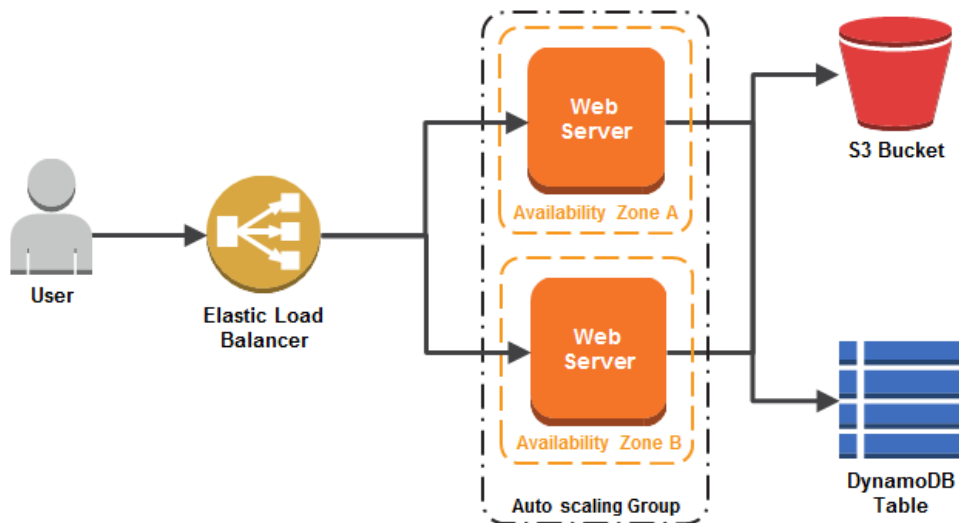 User
Elastic Load
Balancer
Web
Server
Availability Zone A
Web
Server
Availability Zone B
Auto scaling Group
S3 Bucket
DynamoDB
Table